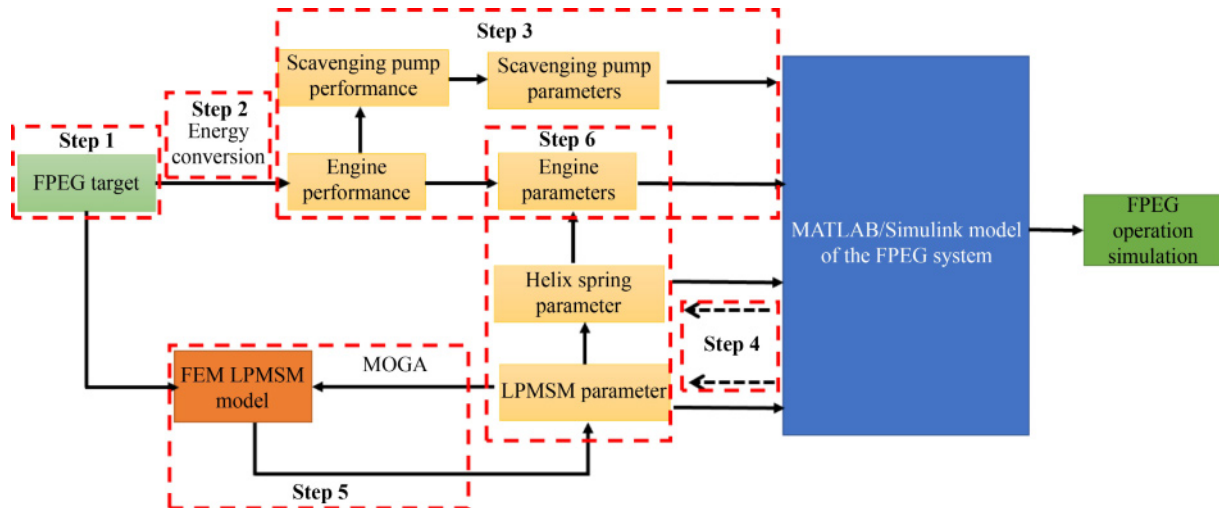 Step 3
Scavenging pump
performance
Scavenging pump
parameters
Step 2
Energy
conversion
Step 1
FPEG target
Engine
performance
Step 6
Engine
parameters
MATLAB/Simulink model
of the FPEG system
FPEG
operation
simulation
Helix spring
parameter
Step 4
MOGA
FEM LPMSM
model
LPMSM parameter
Step 5